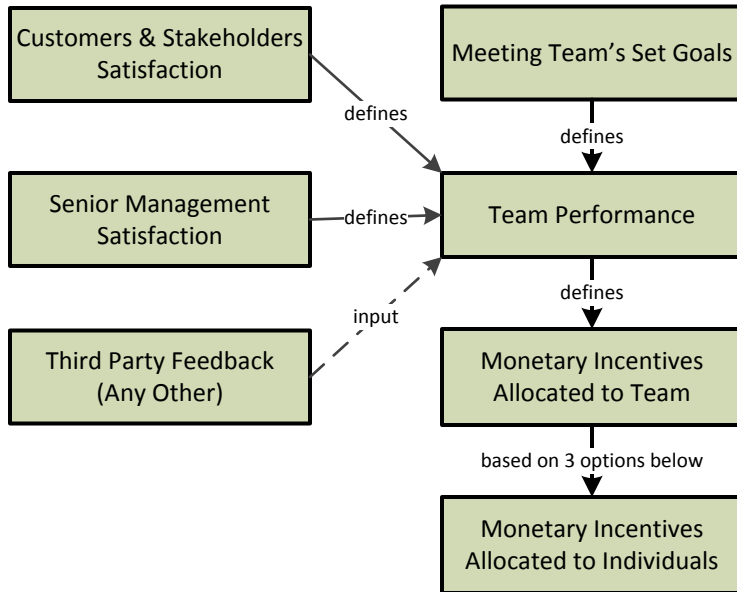 Customers & Stakeholders
Satisfaction
Meeting Team's Set Goals
defines
defines
Senior Management
Satisfaction
defines
Team Performance
defines
input
Third Party Feedback
(Any Other)
Monetary Incentives
Allocated to Team
based on 3 options below
Monetary Incentives
Allocated to Individuals